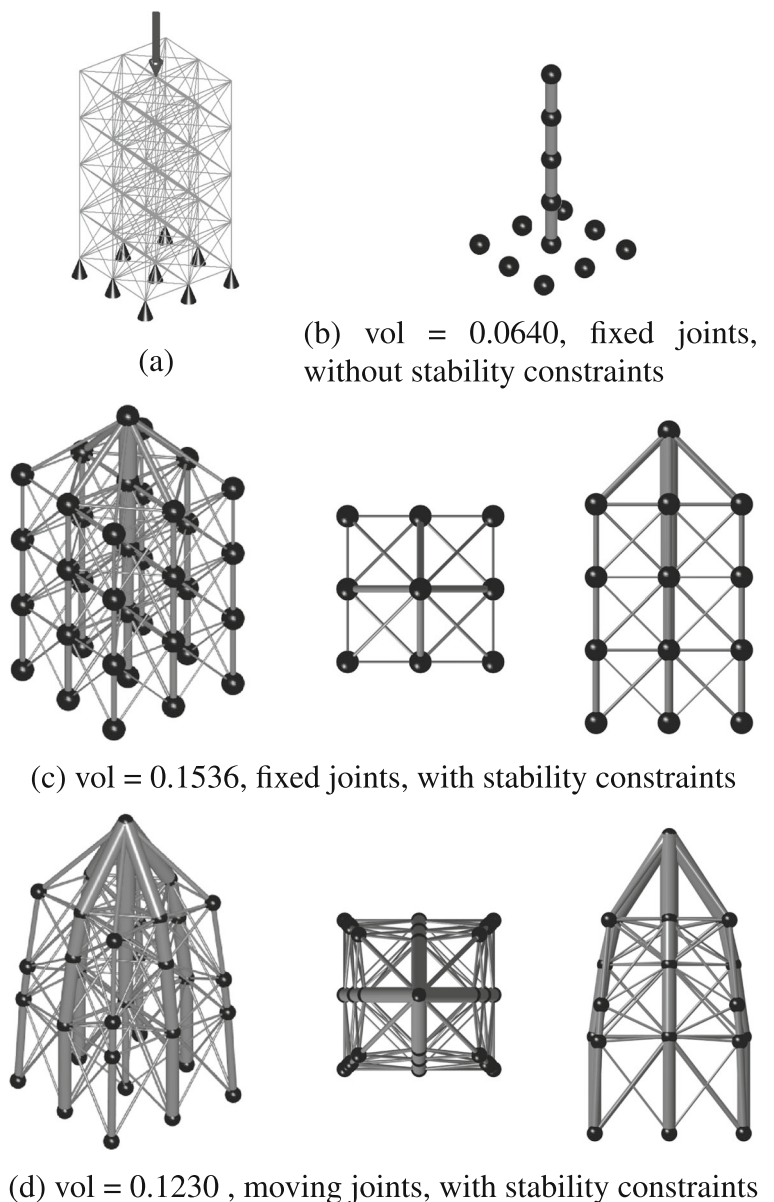 (a)
(b) vol = 0.0640, fixed joints,
without stability constraints
(c) vol = 0.1536, fixed joints, with stability constraints
(d) vol = 0.1230 , moving joints, with stability constraints